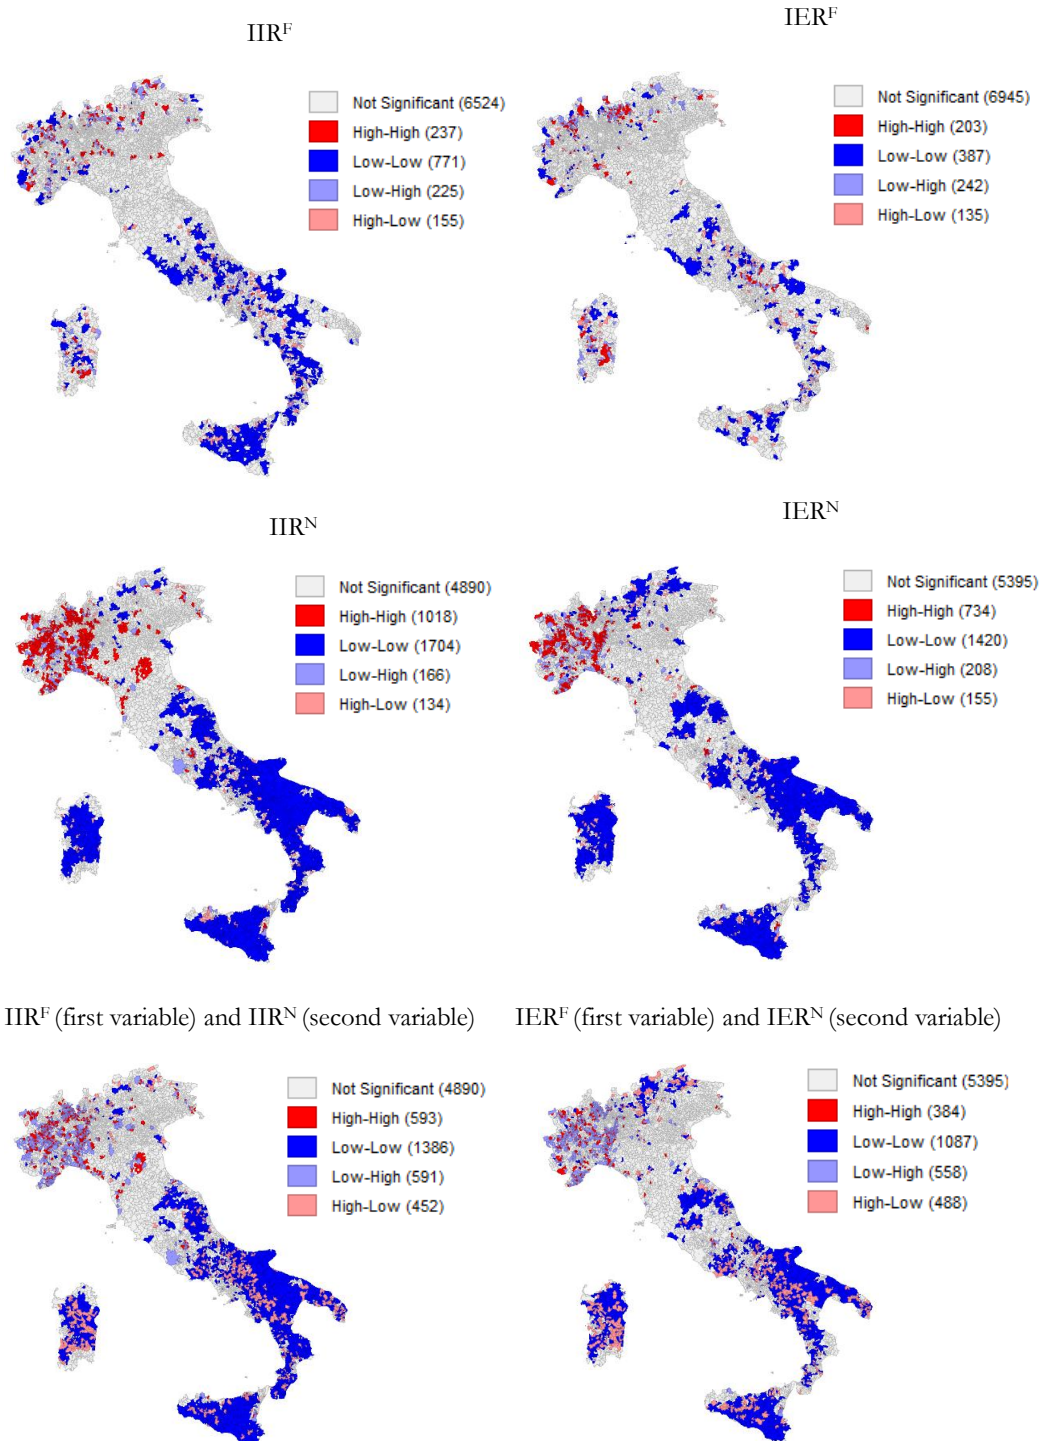 IIRF
Not Significant (6524)
High-High (237)
Low-Low (771)
Low-High (225)
High-Low (155)
IERF
Not Significant (6945)
High-High (203)
Low-Low (387)
Low-High (242)
High-Low (135)
IIRN
Not Significant (4890)
High-High (1018)
Low-Low (1704)
Low-High (166)
High-Low (134)
IERN
Not Significant (5395)
High-High (734)
Low-Low (1420)
Low-High (208)
High-Low (155)
IIRF (first variable) and IIRN (second variable)
Not Significant (4890)
High-High (593)
Low-Low (1386)
Low-High (591)
High-Low (452)
IERF (first variable) and IERN (second variable)
Not Significant (5395)
High-High (384)
Low-Low (1087)
Low-High (558)
High-Low (488)